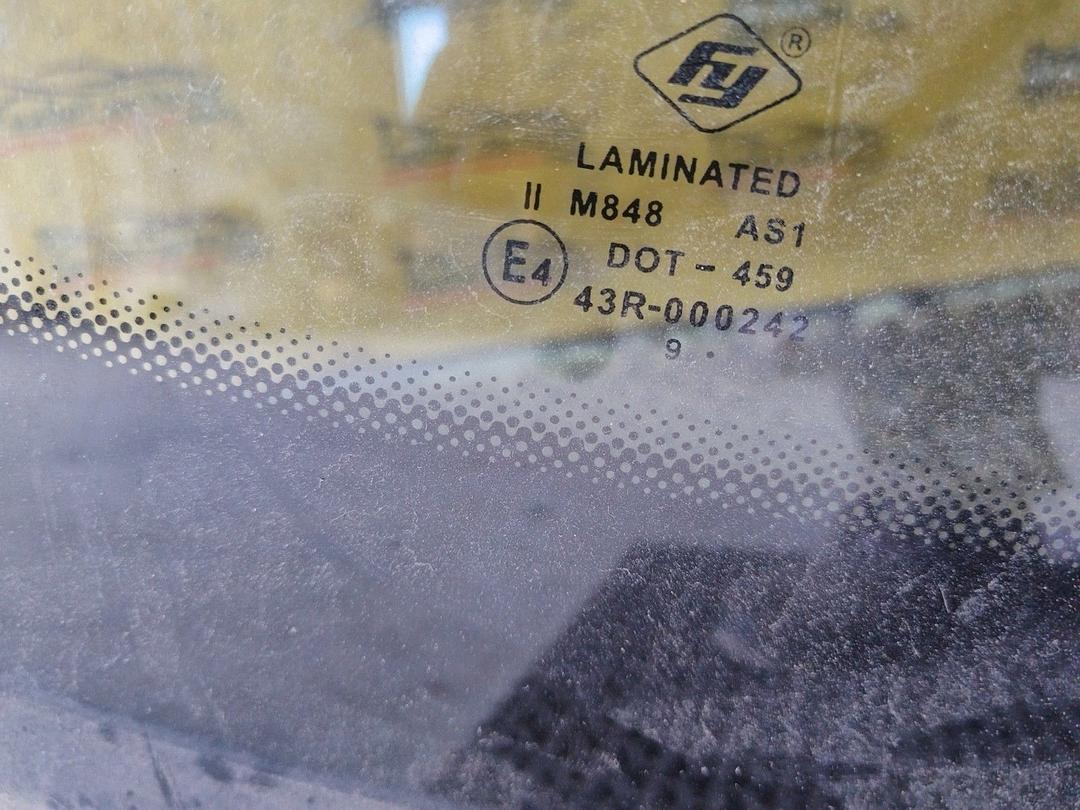 FY ®
LAMINATED
II M848 AS1
E4 DOT - 459
43R-000242
9 .